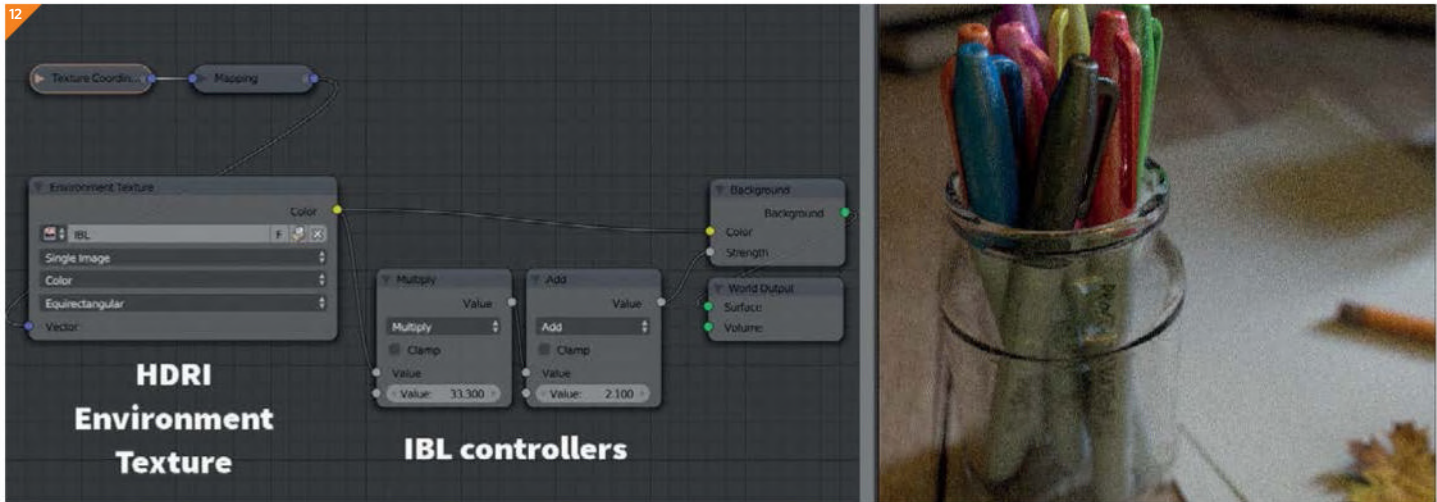 12
Texture Coordin...
Mapping
Environment Texture
Color
IBL
F
Single Image
Color
Equirectangular
Vector
HDRI
Environment
Texture
Multiply
Value
Multiply
Clamp
Value
Value: 33.300
Add
Value
Add
Clamp
Value
Value: 2.100
IBL controllers
Background
Background
Color
Strength
World Output
Surface
Volume